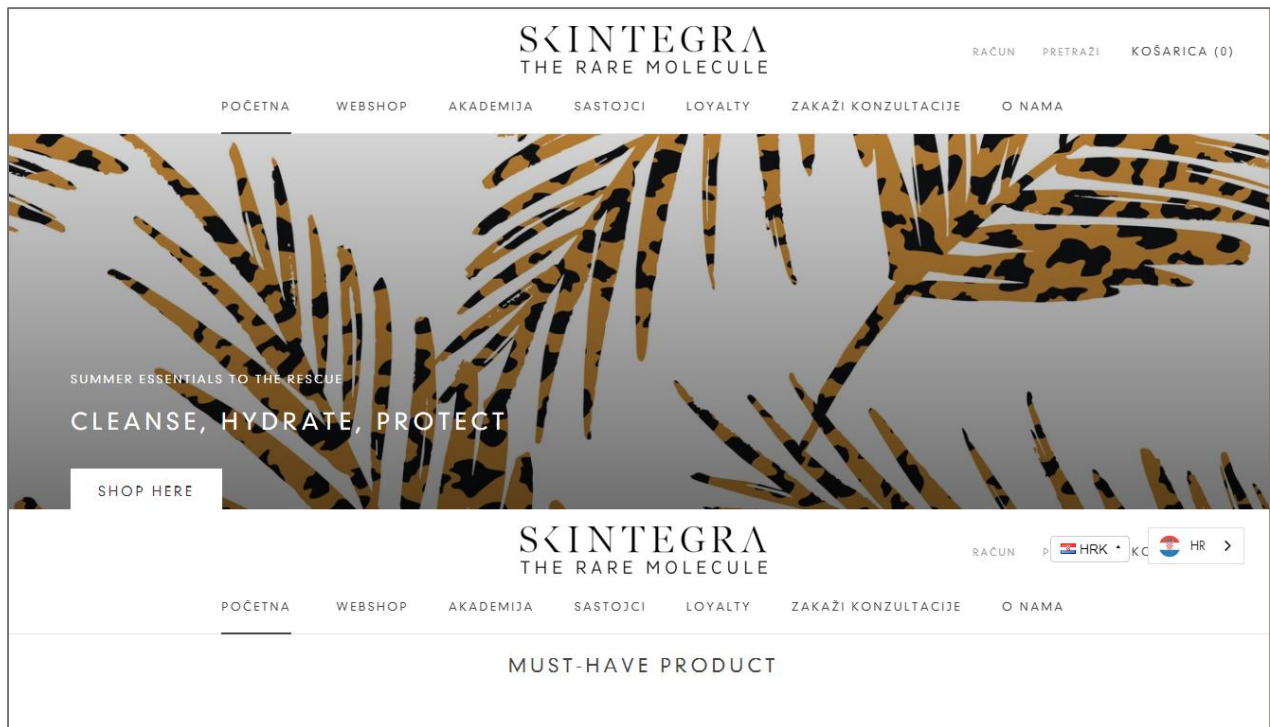 SKINTEGRA
THE RARE MOLECULE
RAČUN PRETRAŽI KOŠARICA (0)
POČETNA WEBSHOP AKADEMIJA SASTOJCI LOYALTY ZAKAŽI KONZULTACIJE O NAMA
SUMMER ESSENTIALS TO THE RESCUE
CLEANSE, HYDRATE, PROTECT
SHOP HERE
SKINTEGRA
THE RARE MOLECULE
RAČUN P HRK KO HR
POČETNA WEBSHOP AKADEMIJA SASTOJCI LOYALTY ZAKAŽI KONZULTACIJE O NAMA
MUST-HAVE PRODUCT